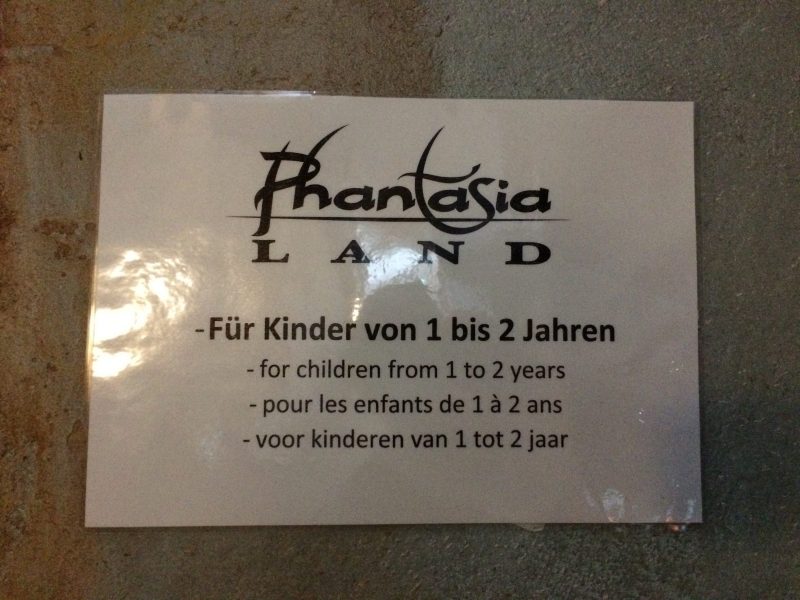 Phantasia
LAND
-Für Kinder von 1 bis 2 Jahren
- for children from 1 to 2 years
- pour les enfants de 1 à 2 ans
- voor kinderen van 1 tot 2 jaar